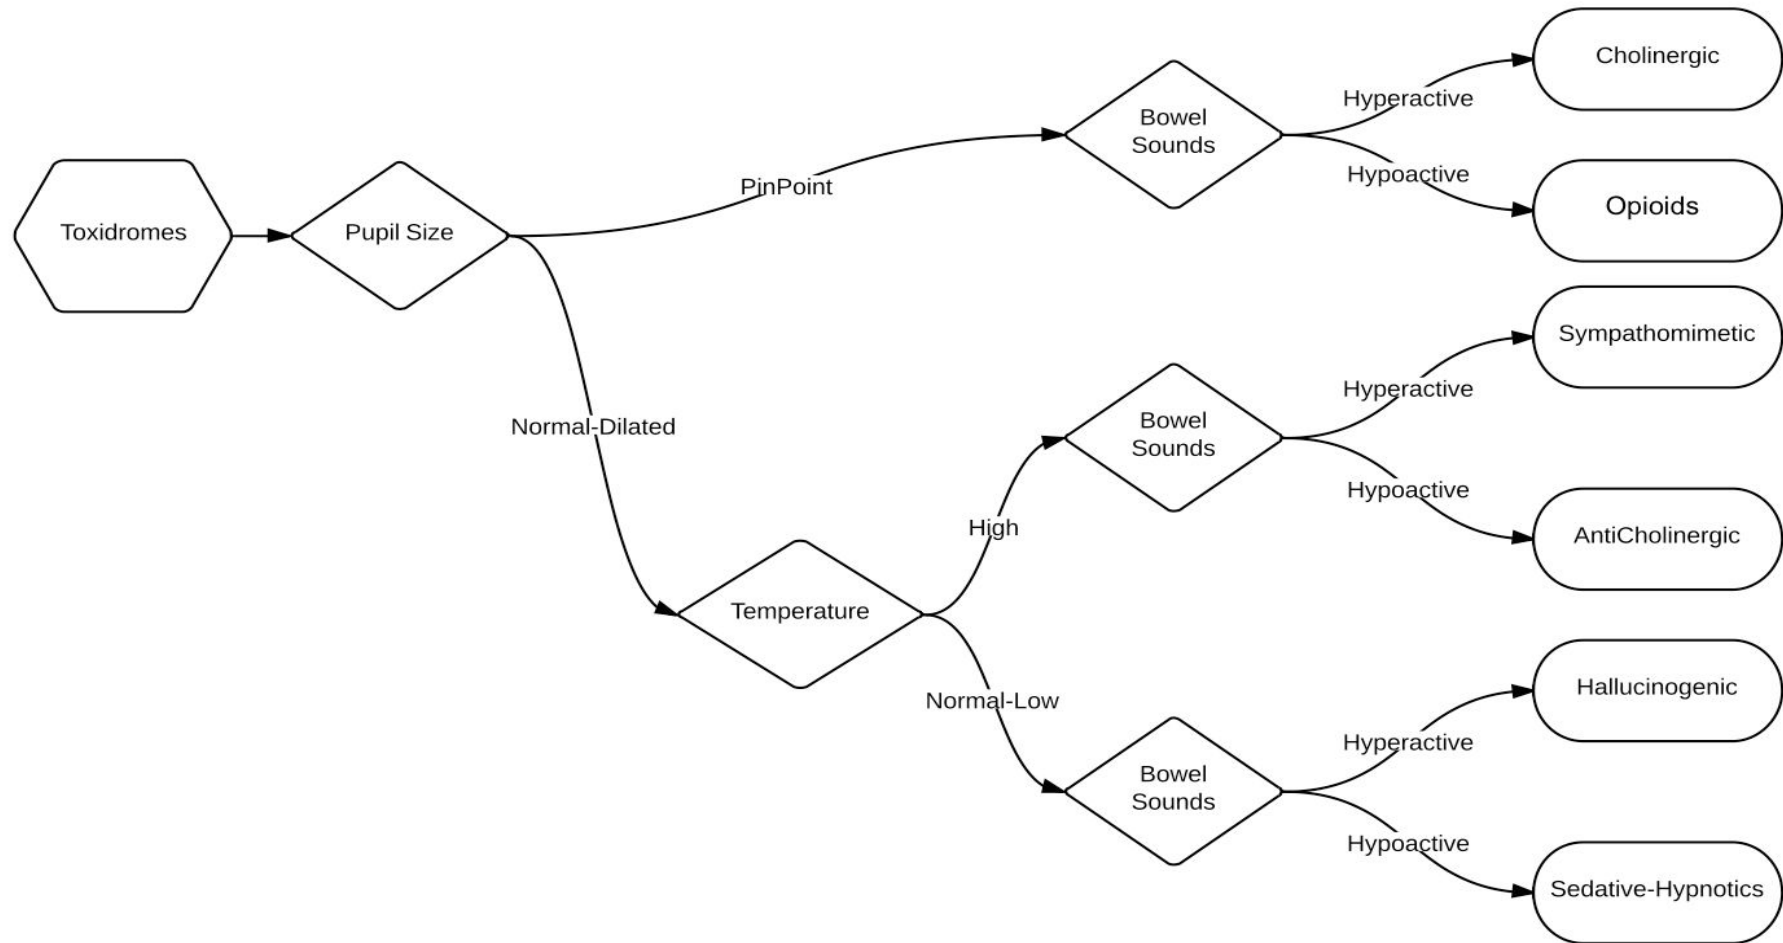 Toxidromes
Pupil Size
PinPoint
Normal-Dilated
Bowel
Sounds
Hyperactive
Hypoactive
Cholinergic
Opioids
Temperature
High
Normal-Low
Bowel
Sounds
Hyperactive
Hypoactive
Sympathomimetic
AntiCholinergic
Bowel
Sounds
Hyperactive
Hypoactive
Hallucinogenic
Sedative-Hypnotics